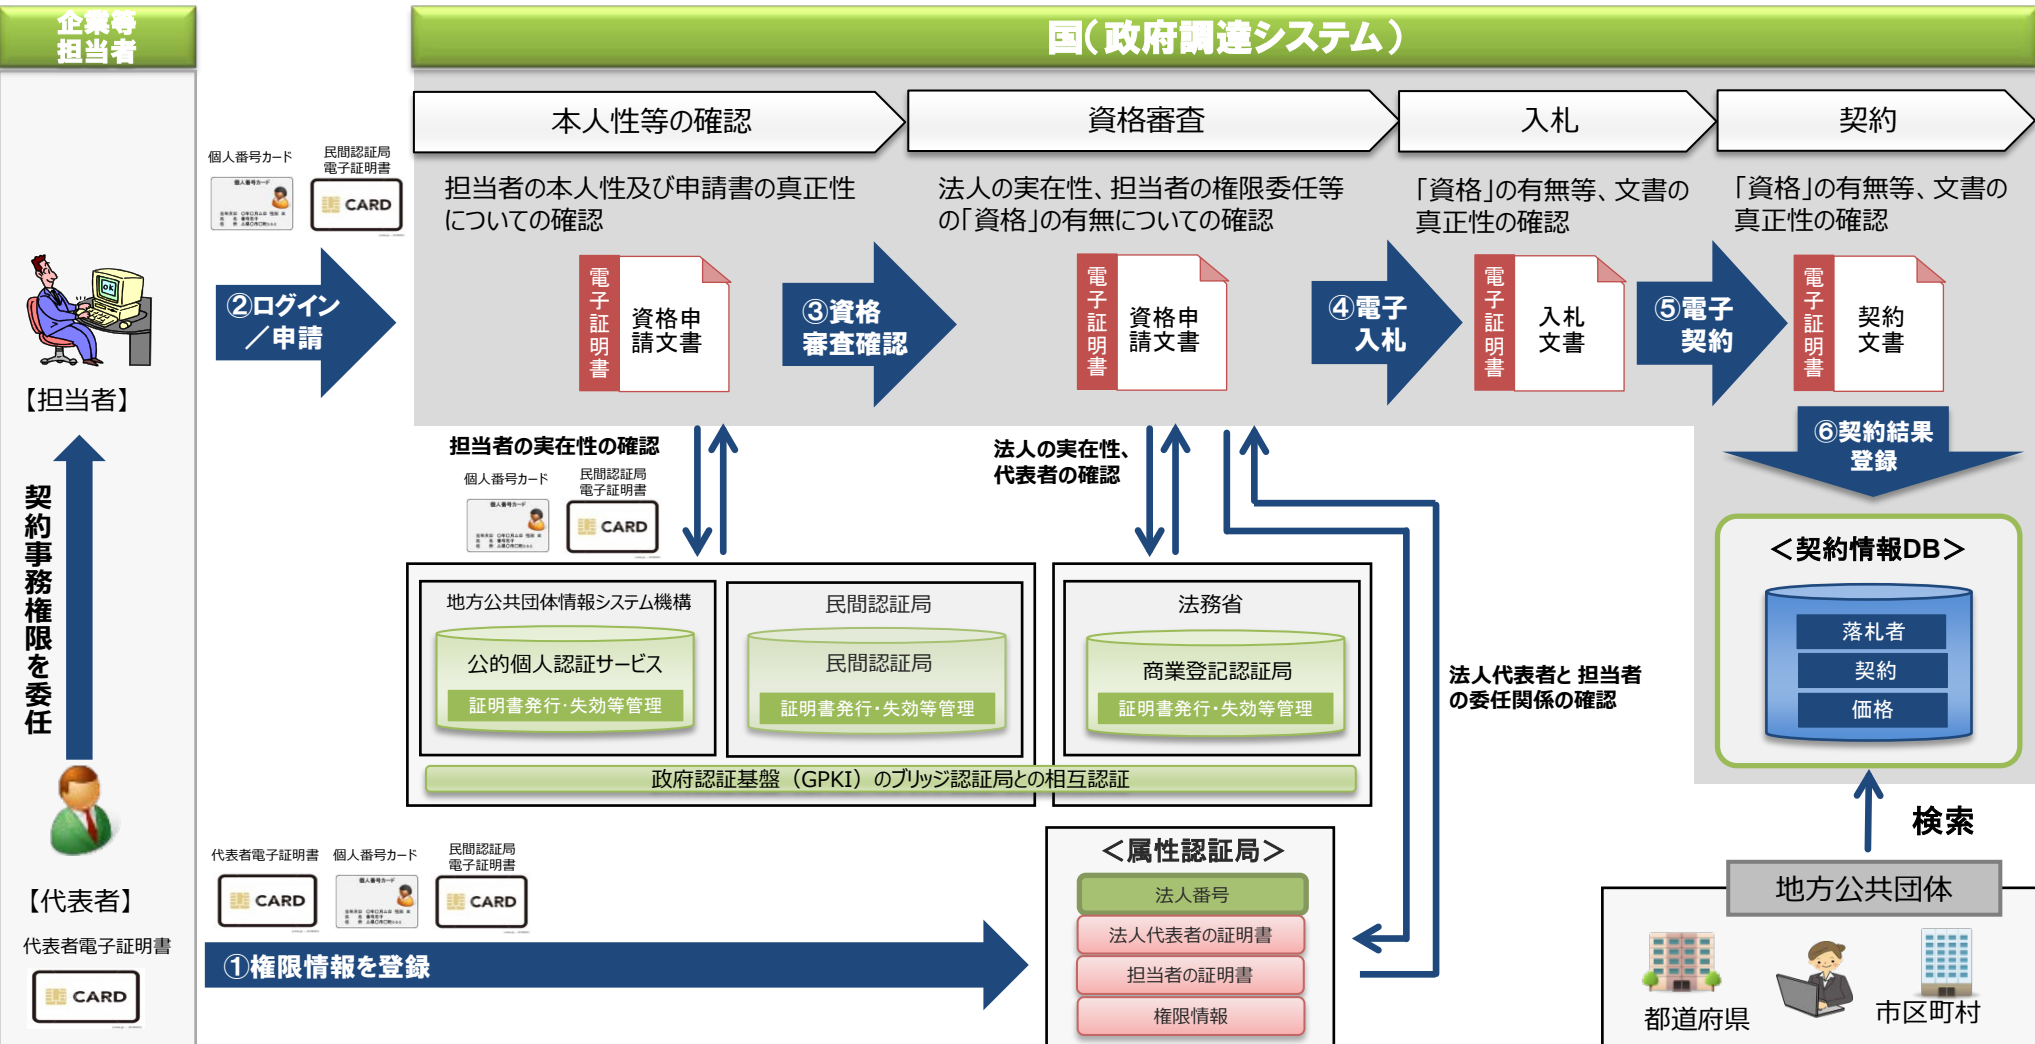 企業等
担当者
国（政府調達システム）
本人性等の確認
資格審査
入札
契約
個人番号カード
民間認証局
電子証明書
個人番号カード
CARD
担当者の本人性及び申請書の真正性
についての確認
法人の実在性、担当者の権限委任等
の「資格」の有無についての確認
「資格」の有無等、文書の
真正性の確認
「資格」の有無等、文書の
真正性の確認
OK
②ログイン
／申請
電子証明書
資格申
請文書
③資格
審査確認
電子証明書
資格申
請文書
④電子
入札
電子証明書
入札
文書
⑤電子
契約
電子証明書
契約
文書
【担当者】
⑥契約結果
登録
担当者の実在性の確認
個人番号カード
民間認証局
電子証明書
個人番号カード
CARD
法人の実在性、
代表者の確認
契約事務権限を委任
＜契約情報DB＞
落札者
契約
価格
地方公共団体情報システム機構
公的個人認証サービス
証明書発行・失効等管理
民間認証局
民間認証局
証明書発行・失効等管理
法務省
商業登記認証局
証明書発行・失効等管理
法人代表者と担当者
の委任関係の確認
政府認証基盤（GPKI）のブリッジ認証局との相互認証
検索
代表者電子証明書
個人番号カード
民間認証局
電子証明書
CARD
個人番号カード
CARD
【代表者】
代表者電子証明書
CARD
①権限情報を登録
＜属性認証局＞
法人番号
法人代表者の証明書
担当者の証明書
権限情報
地方公共団体
都道府県
市区町村